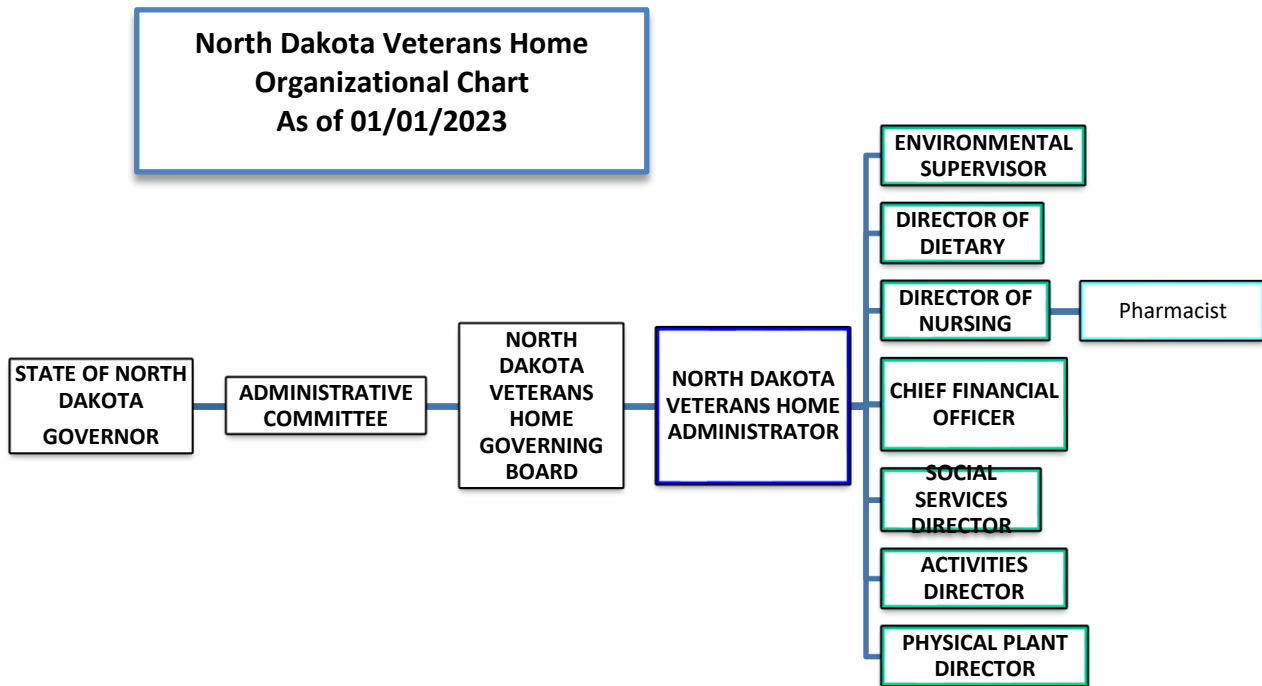 North Dakota Veterans Home
Organizational Chart
As of 01/01/2023
STATE OF NORTH
DAKOTA
GOVERNOR
ADMINISTRATIVE
COMMITTEE
NORTH
DAKOTA
VETERANS
HOME
GOVERNING
BOARD
NORTH DAKOTA
VETERANS HOME
ADMINISTRATOR
ENVIRONMENTAL
SUPERVISOR
DIRECTOR OF
DIETARY
DIRECTOR OF
NURSING
Pharmacist
CHIEF FINANCIAL
OFFICER
SOCIAL
SERVICES
DIRECTOR
ACTIVITIES
DIRECTOR
PHYSICAL PLANT
DIRECTOR